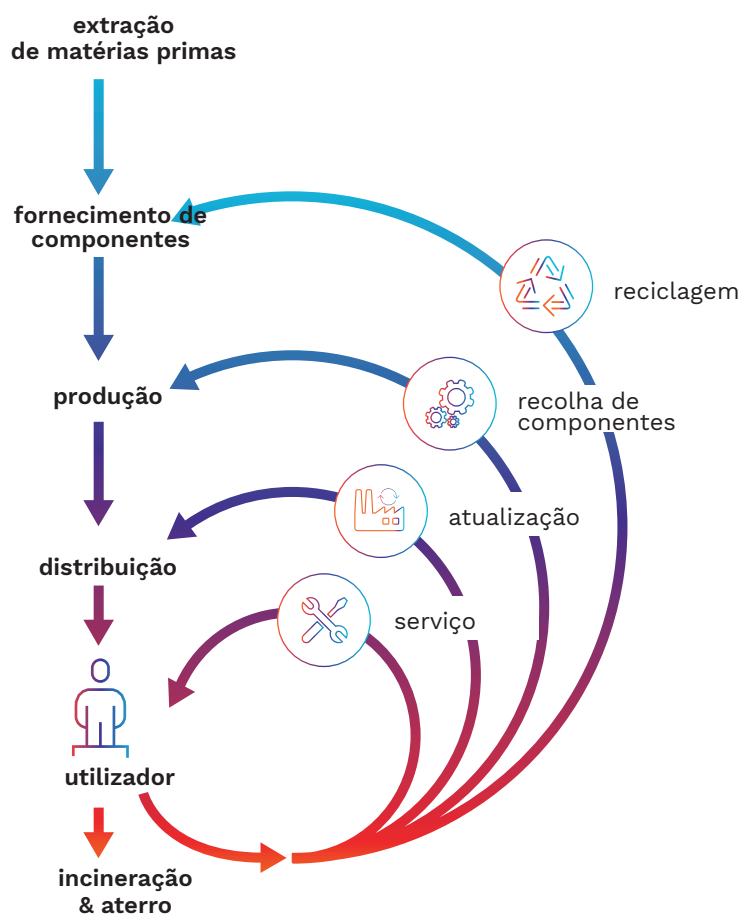 extração
de matérias primas
fornecimento de
componentes
reciclagem
produção
recolha de
componentes
atualização
distribuição
serviço
utilizador
incineração
& aterro